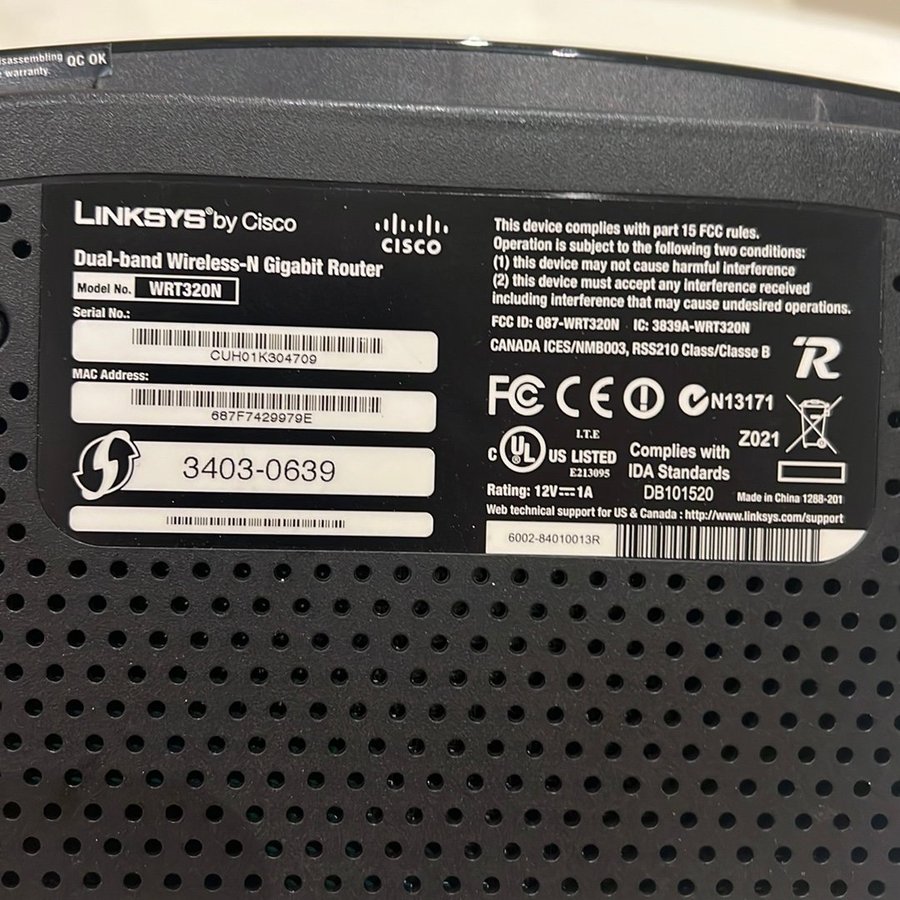 isassembling QC OK
e warranty.
LINKSYS® by Cisco
CISCO
Dual-band Wireless-N Gigabit Router
Model No. WRT320N
Serial No.:
CUH01K304709
MAC Address:
687F7429979E
3403-0639
This device complies with part 15 FCC rules.
Operation is subject to the following two conditions:
(1) this device may not cause harmful interference
(2) this device must accept any interference received
including interference that may cause undesired operations.
FCC ID: Q87-WRT320N IC: 3839A-WRT320N
CANADA ICES/NMB003, RSS210 Class/Classe B
R
FC CE N13171
C UL US LISTED
I.T.E
E213095
Complies with
IDA Standards
DB101520
Z021
Rating: 12V⎓1A
Made in China 1288-201
Web technical support for US & Canada : http://www.linksys.com/support
6002-84010013R